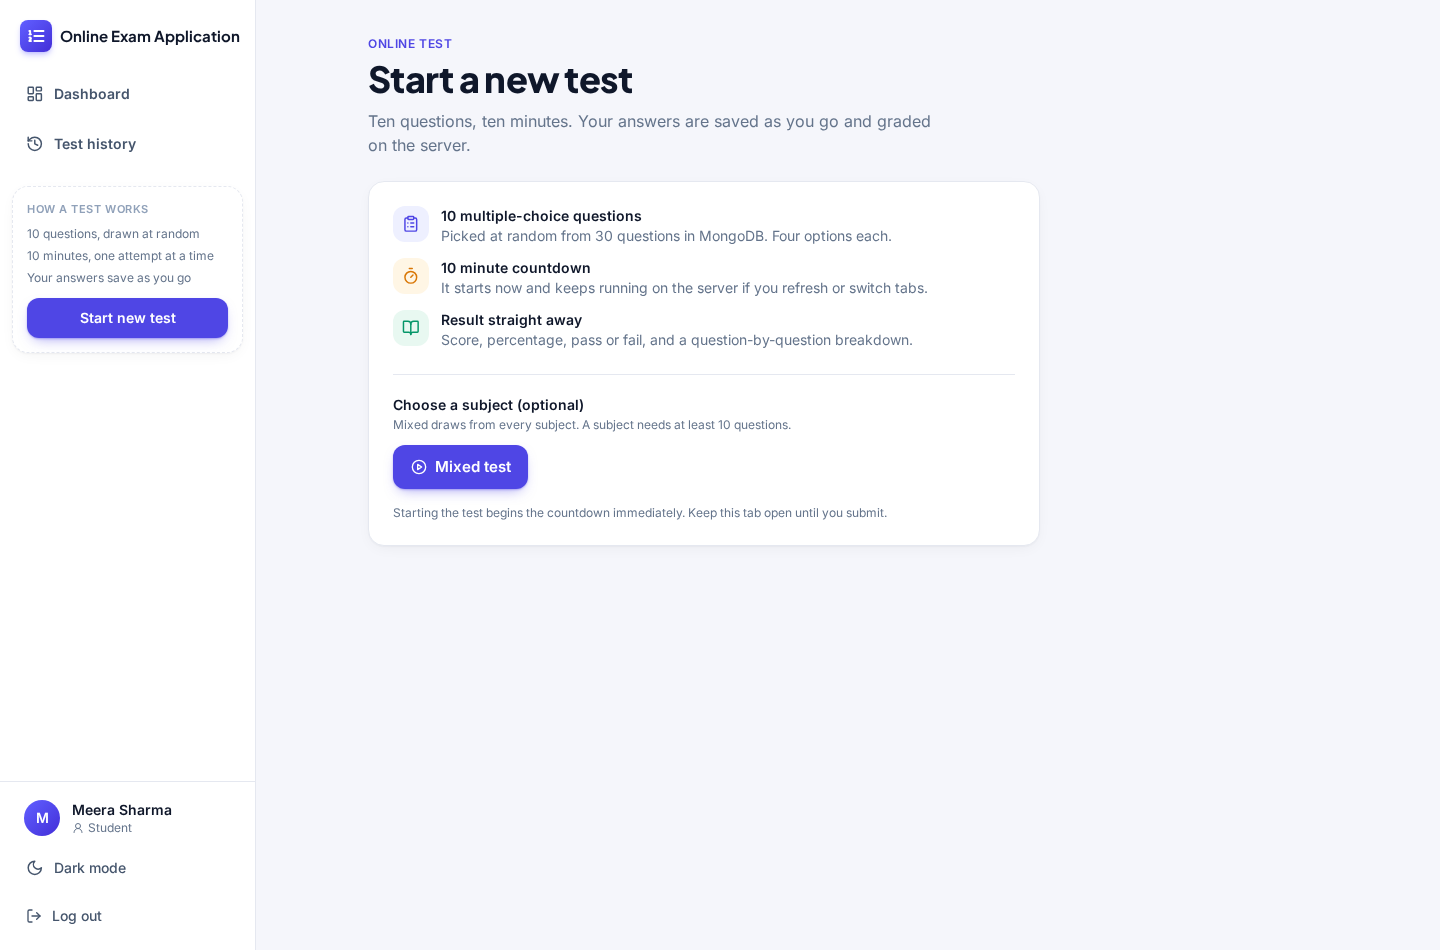 Online Exam Application
Dashboard
Test history
HOW A TEST WORKS
10 questions, drawn at random
10 minutes, one attempt at a time
Your answers save as you go
Start new test
Meera Sharma
Student
Dark mode
Log out
ONLINE TEST
Start a new test
Ten questions, ten minutes. Your answers are saved as you go and graded
on the server.
10 multiple-choice questions
Picked at random from 30 questions in MongoDB. Four options each.
10 minute countdown
It starts now and keeps running on the server if you refresh or switch tabs.
Result straight away
Score, percentage, pass or fail, and a question-by-question breakdown.
Choose a subject (optional)
Mixed draws from every subject. A subject needs at least 10 questions.
Mixed test
Starting the test begins the countdown immediately. Keep this tab open until you submit.
M